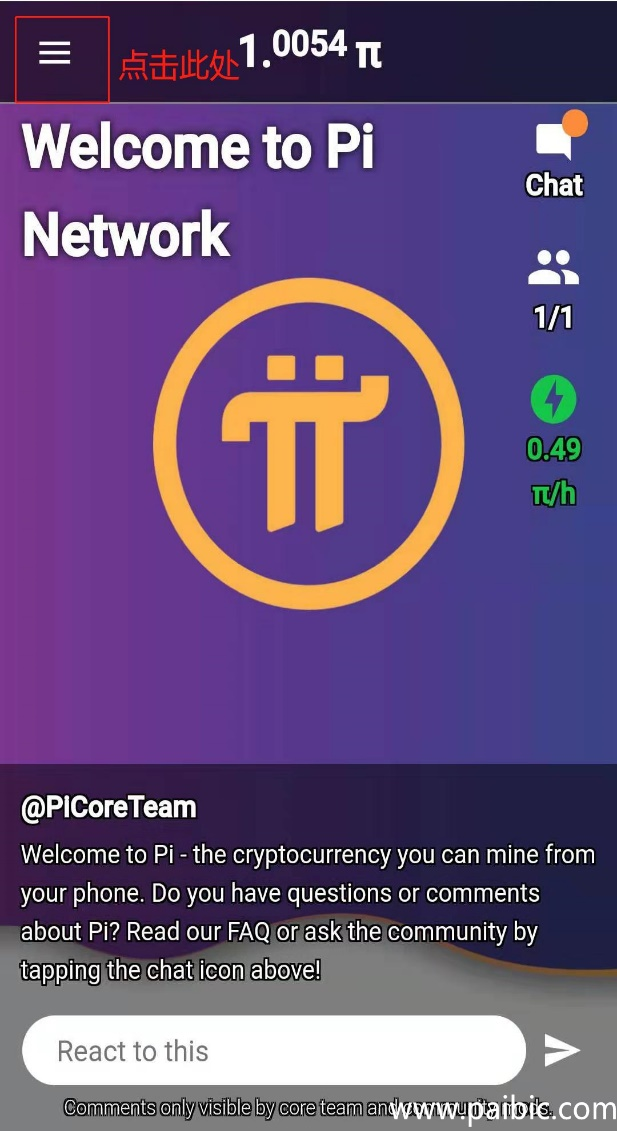 点击此处 1.0054 π
Welcome to Pi
Network
Chat
1/1
0.49
π/h
@PiCoreTeam
Welcome to Pi - the cryptocurrency you can mine from
your phone. Do you have questions or comments
about Pi? Read our FAQ or ask the community by
tapping the chat icon above!
React to this
Comments only visible by core team and community mods.
www.paibic.com